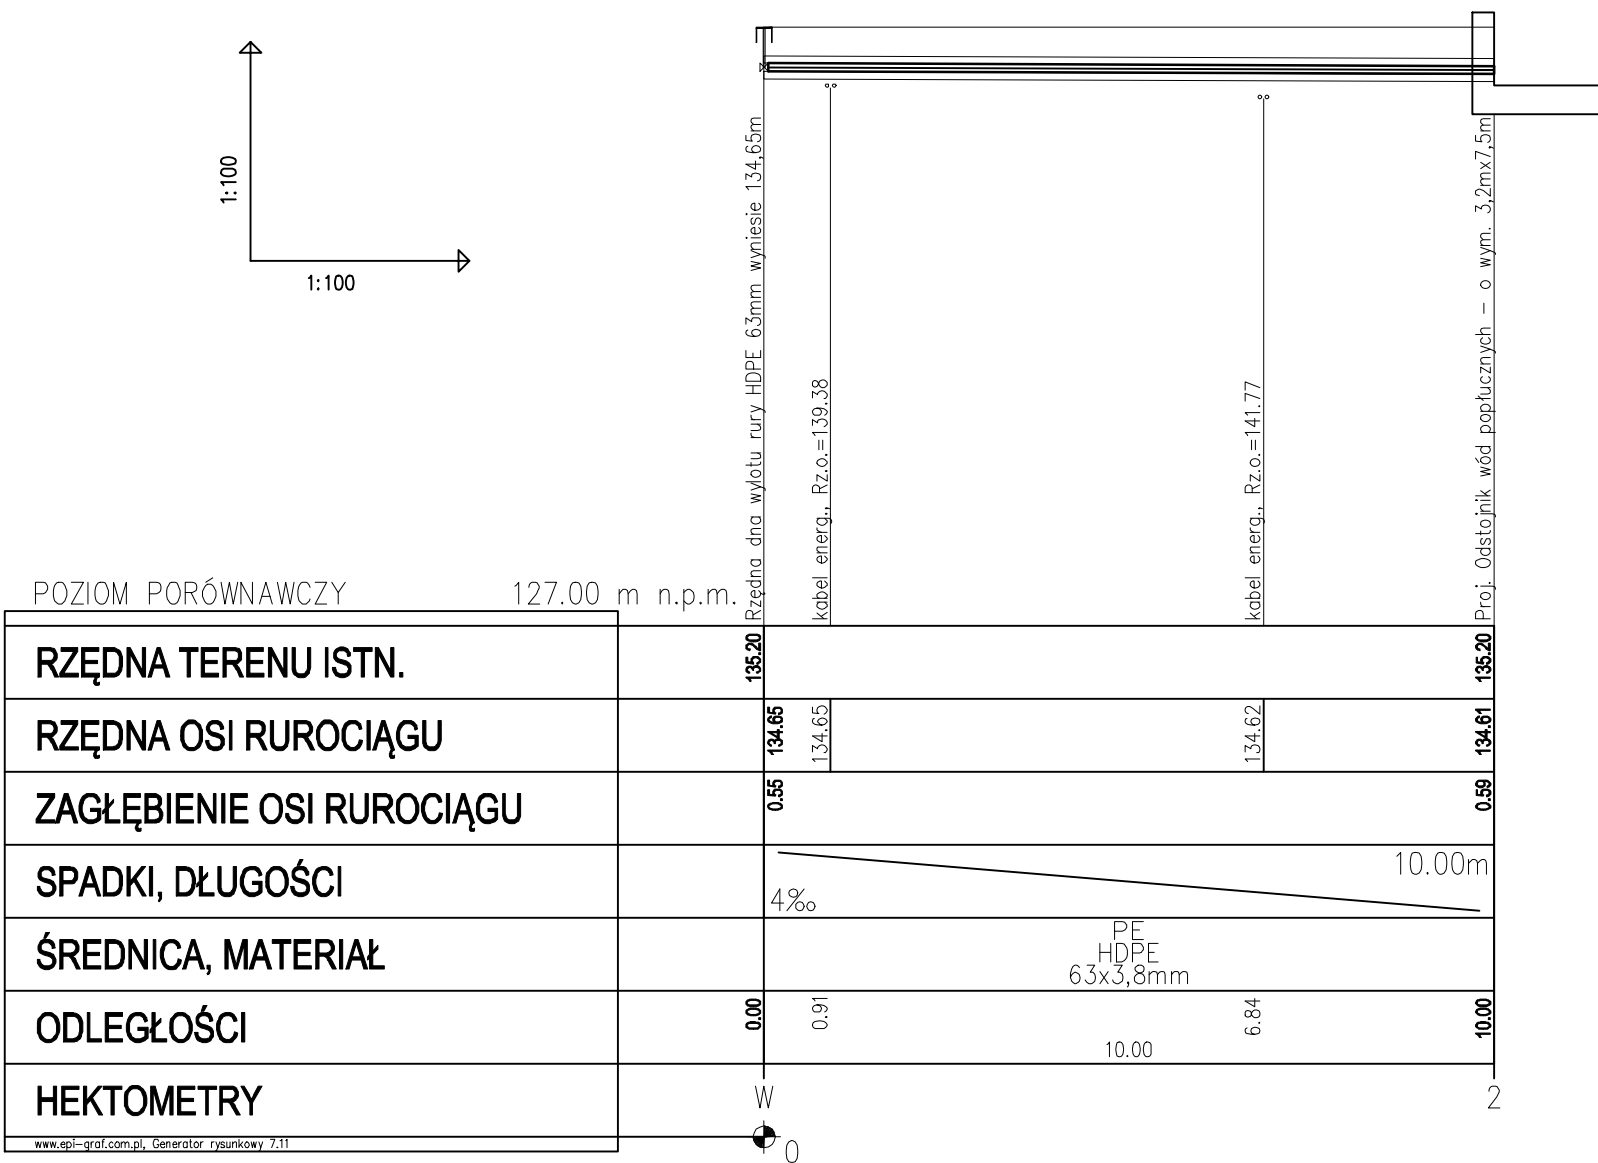 1:100
1:100
Rzędna dna wylotu rury HDPE 63mm wyniesie 134,65m
kabel energ., Rz.o.=139.38
kabel energ., Rz.o.=141.77
Proj. Odstojnik wód popłucznych – o wym. 3,2mx7,5m
POZIOM PORÓWNAWCZY 127.00 m n.p.m.
RZĘDNA TERENU ISTN. 135.20 135.20
RZĘDNA OSI RUROCIĄGU 134.65 134.65 134.62 134.61
ZAGŁĘBIENIE OSI RUROCIĄGU 0.55 0.59
SPADKI, DŁUGOŚCI 4‰ 10.00m
ŚREDNICA, MATERIAŁ
PE
HDPE
63x3,8mm
ODLEGŁOŚCI 0.00 0.91 6.84 10.00
10.00
HEKTOMETRY W 2
www.epi-graf.com.pl, Generator rysunkowy 7.11
0